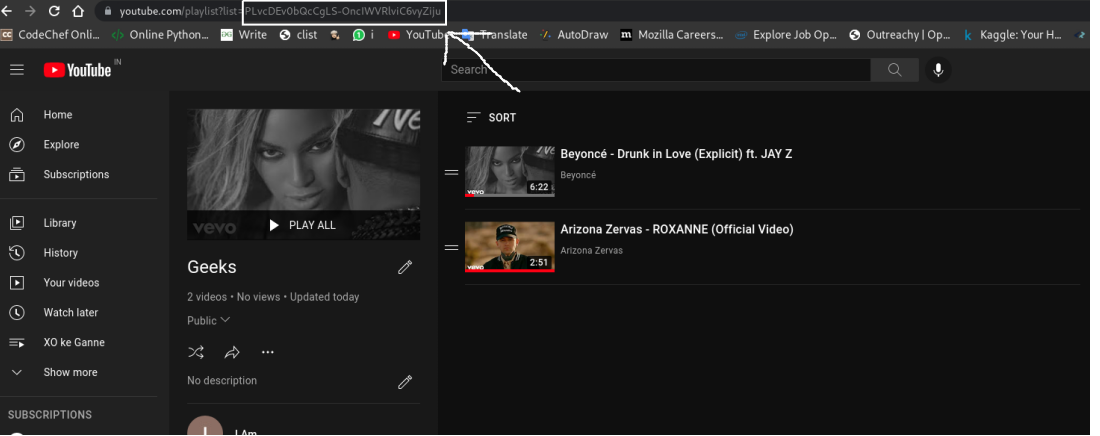 youtube.com/playlist?list=PLvcDEv0bQcCgLS-OncIWVRlviC6vyZiju
CC CodeChef Onli... </> Online Python... Write clist i YouTube Translate AutoDraw m Mozilla Careers... Explore Job Op... Outreachy | Op... k Kaggle: Your H...
YouTube IN
Search
Home
Explore
Subscriptions
Library
History
Your videos
Watch later
XO ke Ganne
Show more
SUBSCRIPTIONS
vevo
PLAY ALL
Geeks
2 videos • No views • Updated today
Public
No description
I
I Am
SORT
vevo
6:22
Beyoncé - Drunk in Love (Explicit) ft. JAY Z
Beyoncé
vevo
2:51
Arizona Zervas - ROXANNE (Official Video)
Arizona Zervas